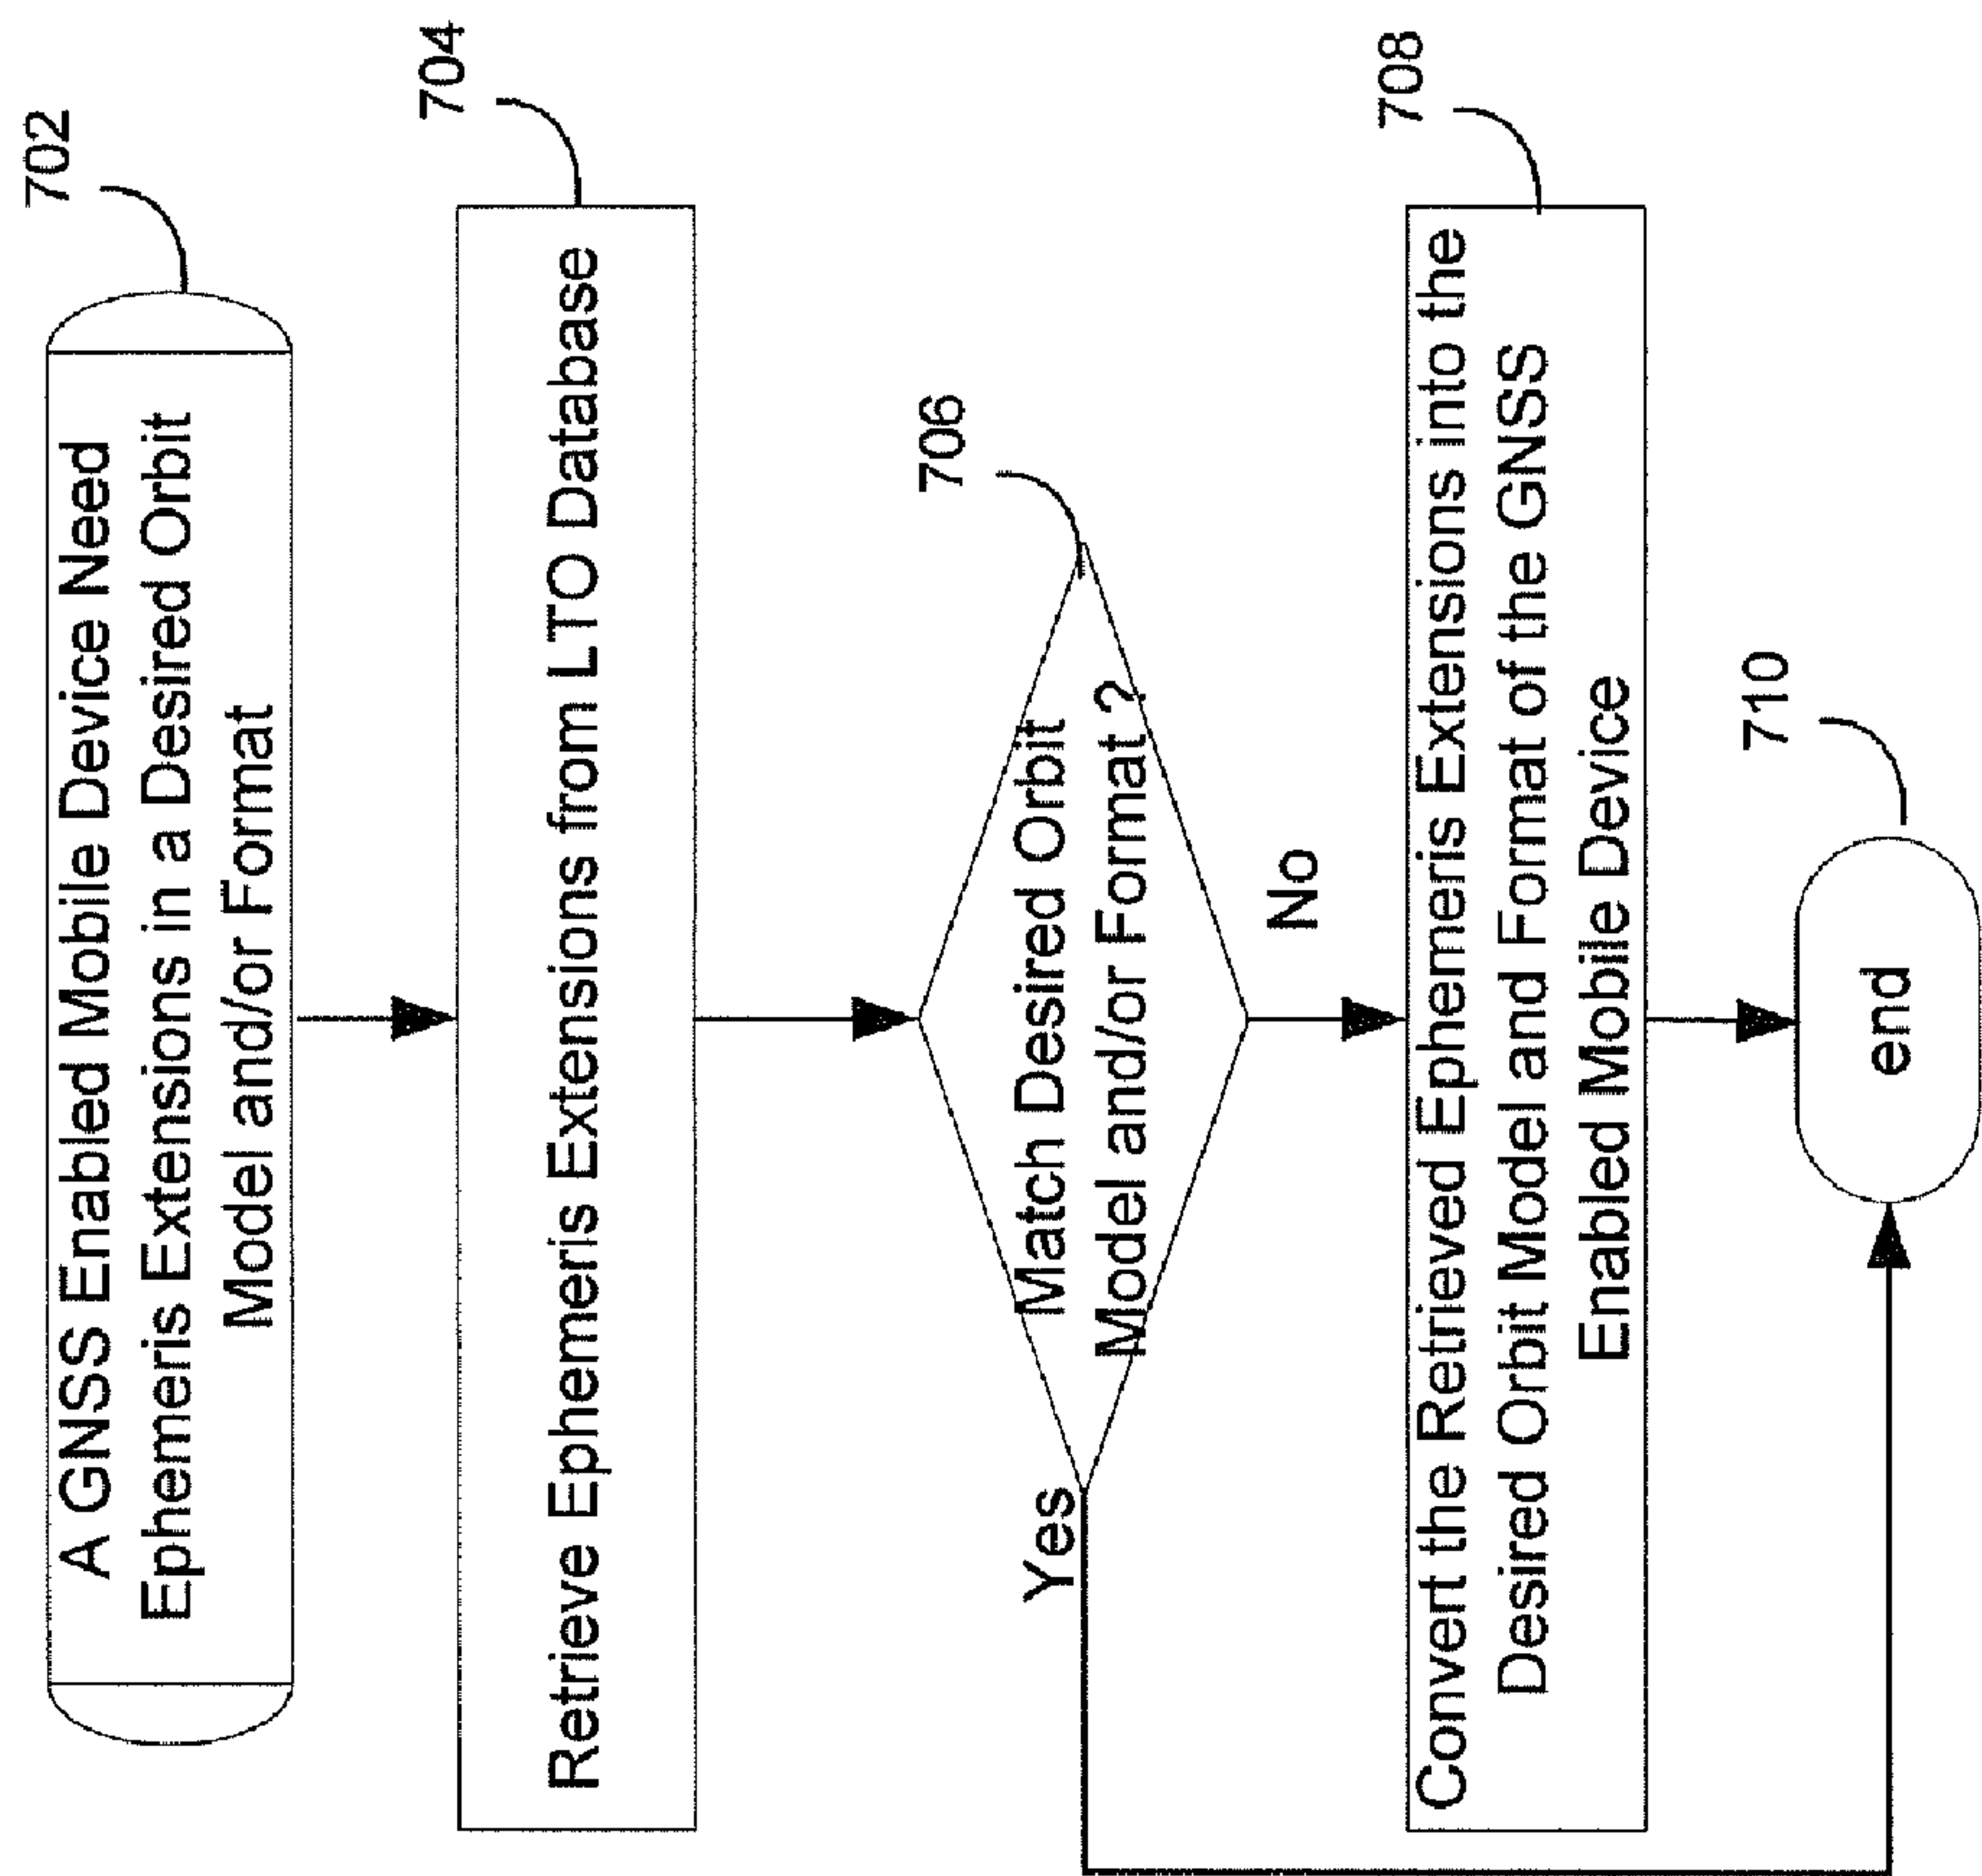 702
A GNSS Enabled Mobile Device Need
Ephemeris Extensions in a Desired Orbit
Model and/or Format
704
Retrieve Ephemeris Extensions from LTO Database
706
Match Desired Orbit
Model and/or Format ?
Yes
No
708
Convert the Retrieved Ephemeris Extensions into the
Desired Orbit Model and Format of the GNSS
Enabled Mobile Device
710
end